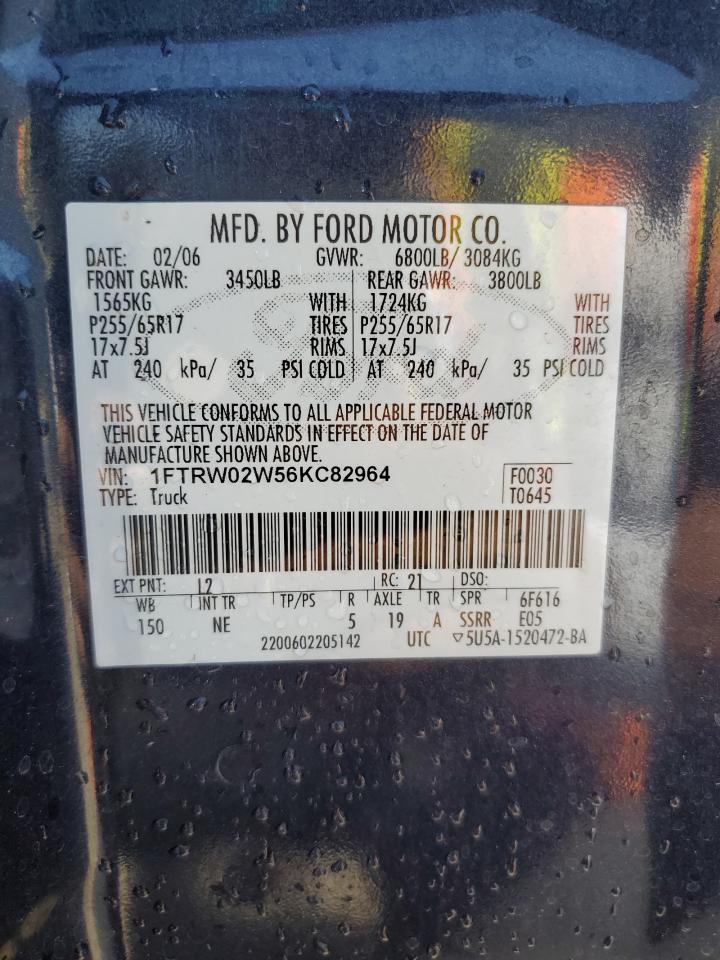 MFD. BY FORD MOTOR CO.
DATE: 02/06 GVWR: 6800LB/ 3084KG
FRONT GAWR: 3450LB REAR GAWR: 3800LB
1565KG WITH 1724KG WITH
P255/65R17 TIRES P255/65R17 TIRES
17x7.5J RIMS 17x7.5J RIMS
AT 240 kPa/ 35 PSI COLD AT 240 kPa/ 35 PSI COLD
THIS VEHICLE CONFORMS TO ALL APPLICABLE FEDERAL MOTOR
VEHICLE SAFETY STANDARDS IN EFFECT ON THE DATE OF
MANUFACTURE SHOWN ABOVE.
VIN: 1FTRW02W56KC82964 F0030
TYPE: Truck T0645
EXT PNT: L2 RC: 21 DSO:
WB INT TR TP/PS R AXLE TR SPR 6F616
150 NE 5 19 A SSRR E05
2200602205142 UTC ▽5U5A-1520472-BA